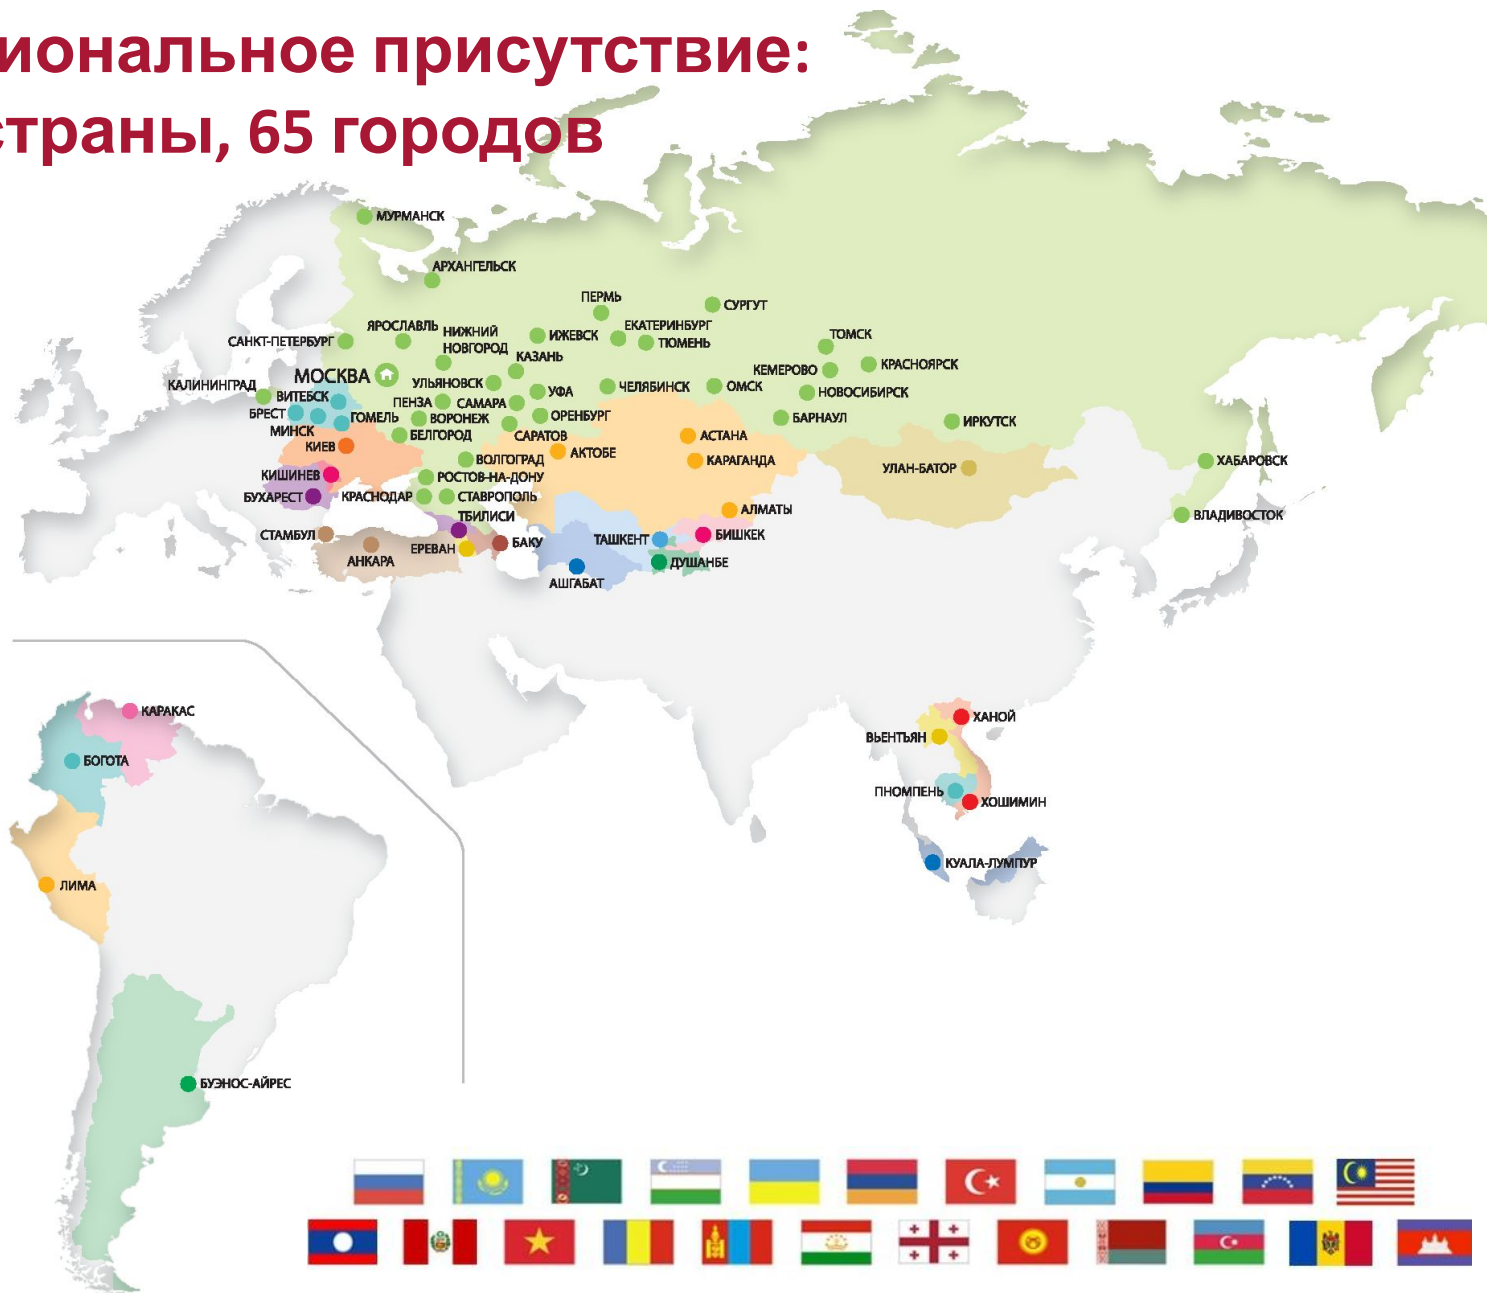 иональное присутствие:
страны, 65 городов
МУРМАНСК
АРХАНГЕЛЬСК
ПЕРМЬ
СУРГУТ
ЯРОСЛАВЛЬ
НИЖНИЙ
НОВГОРОД
ИЖЕВСК
ЕКАТЕРИНБУРГ
ТЮМЕНЬ
ТОМСК
САНКТ-ПЕТЕРБУРГ
КАЗАНЬ
КРАСНОЯРСК
КЕМЕРОВО
МОСКВА
КАЛИНИНГРАД
УЛЬЯНОВСК
УФА
ЧЕЛЯБИНСК
ОМСК
НОВОСИБИРСК
ВИТЕБСК
ПЕНЗА
САМАРА
БРЕСТ
ГОМЕЛЬ
ВОРОНЕЖ
ОРЕНБУРГ
БАРНАУЛ
ИРКУТСК
МИНСК
БЕЛГОРОД
САРАТОВ
АСТАНА
КИЕВ
АКТОБЕ
ВОЛГОГРАД
КАРАГАНДА
УЛАН-БАТОР
ХАБАРОВСК
КИШИНЕВ
РОСТОВ-НА-ДОНУ
БУХАРЕСТ
КРАСНОДАР
СТАВРОПОЛЬ
АЛМАТЫ
ВЛАДИВОСТОК
ТБИЛИСИ
СТАМБУЛ
ЕРЕВАН
БАКУ
ТАШКЕНТ
БИШКЕК
АНКАРА
ДУШАНБЕ
АШГАБАТ
КАРАКАС
БОГОТА
ЛИМА
БУЭНОС-АЙРЕС
ХАНОЙ
ВЬЕНТЬЯН
ПНОМПЕНЬ
ХОШИМИН
КУАЛА-ЛУМПУР